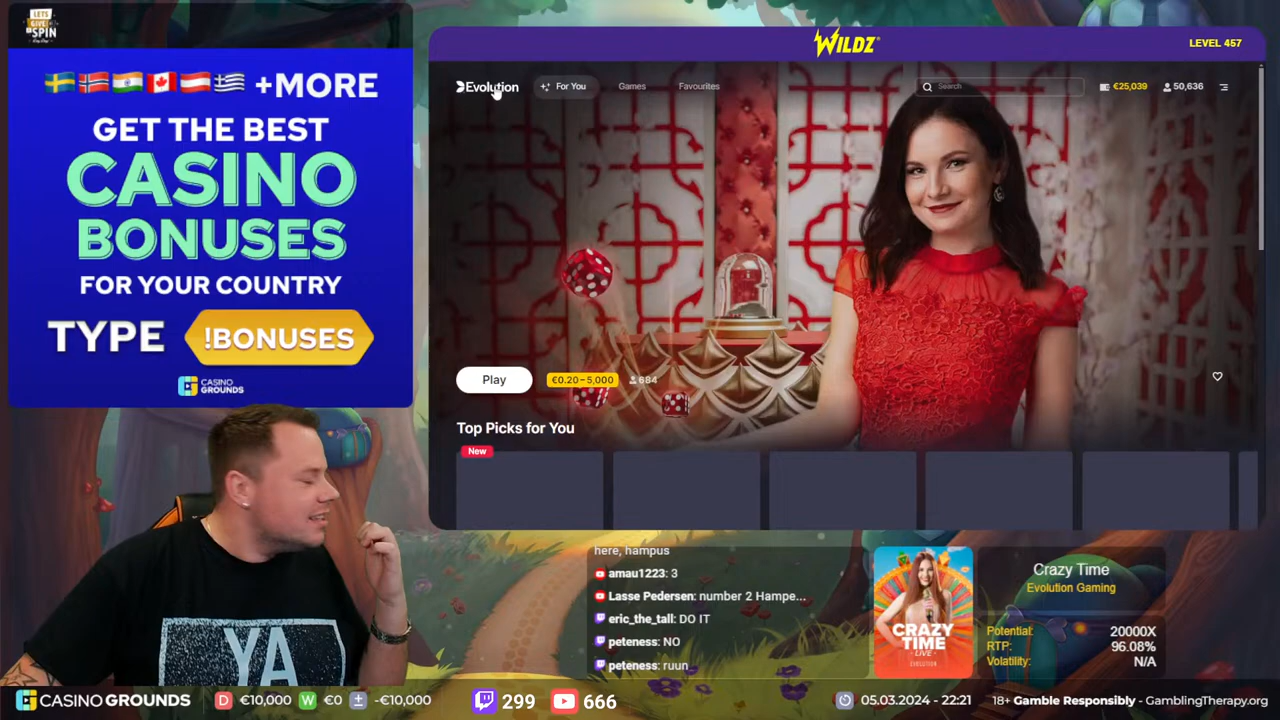 LETS
GIVE IT A
SPIN
+MORE
GET THE BEST
CASINO
BONUSES
FOR YOUR COUNTRY
TYPE !BONUSES
CASINO
GROUNDS
WILDZ
LEVEL 457
Evolution
For You
Games
Favourites
Search
€25,039
50,636
Play
€0.20 – 5,000
684
Top Picks for You
New
here, hampus
amau1223: 3
Lasse Pedersen: number 2 Hampe...
eric_the_tall: DO IT
peteness: NO
peteness: ruun
CRAZY
TIME
LIVE
EVOLUTION
Crazy Time
Evolution Gaming
Potential: 20000X
RTP: 96.08%
Volatility: N/A
YA
CASINOGROUNDS
D €10,000 W €0 ± -€10,000
299
666
05.03.2024 - 22:21
18+ Gamble Responsibly - GamblingTherapy.org